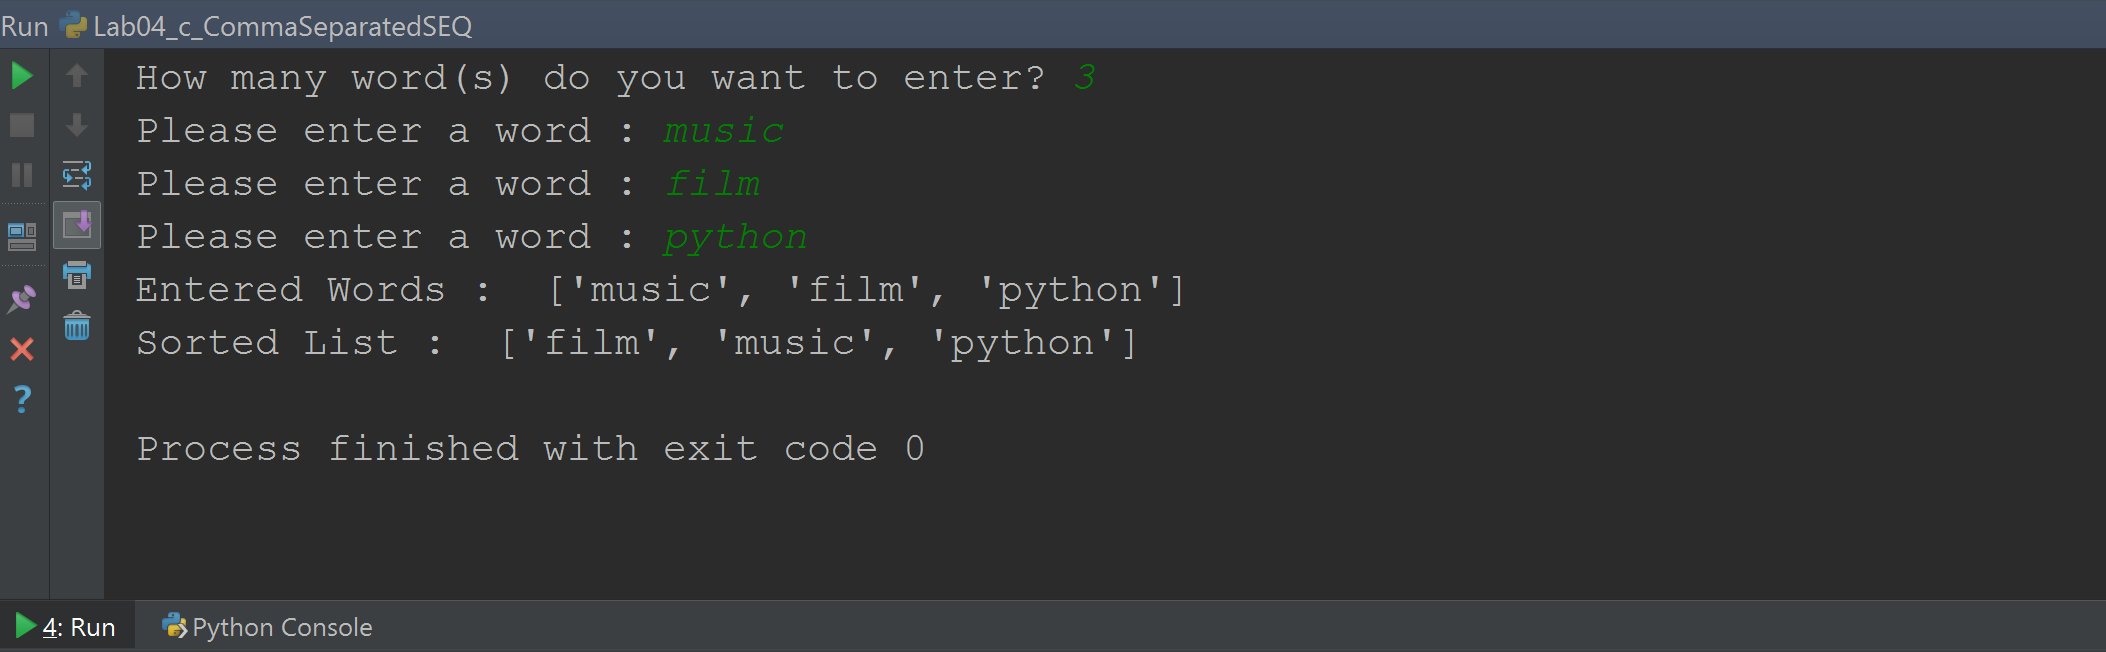 Run Lab04_c_CommaSeparatedSEQ
How many word(s) do you want to enter? 3
Please enter a word : music
Please enter a word : film
Please enter a word : python
Entered Words :  ['music', 'film', 'python']
Sorted List :  ['film', 'music', 'python']
Process finished with exit code 0
4: Run Python Console